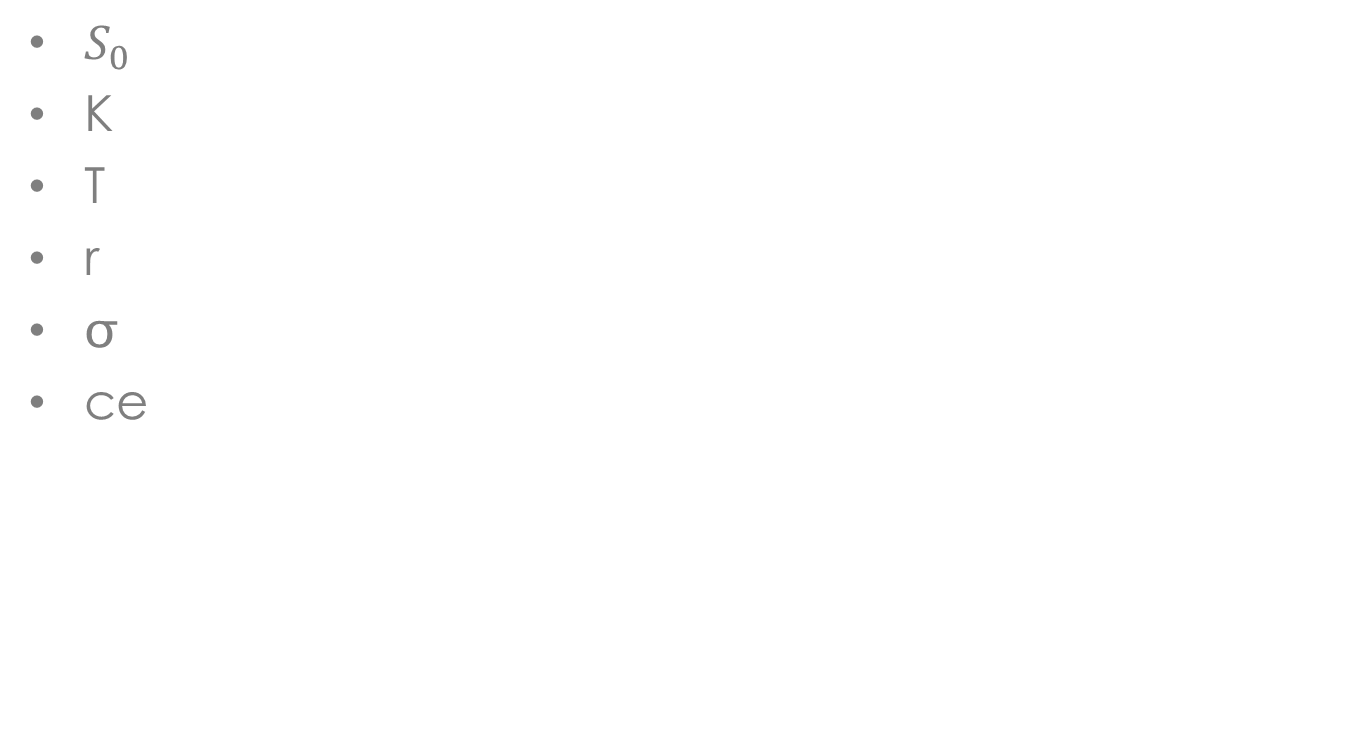 • S₀
• K
• T
• r
• σ
• ce